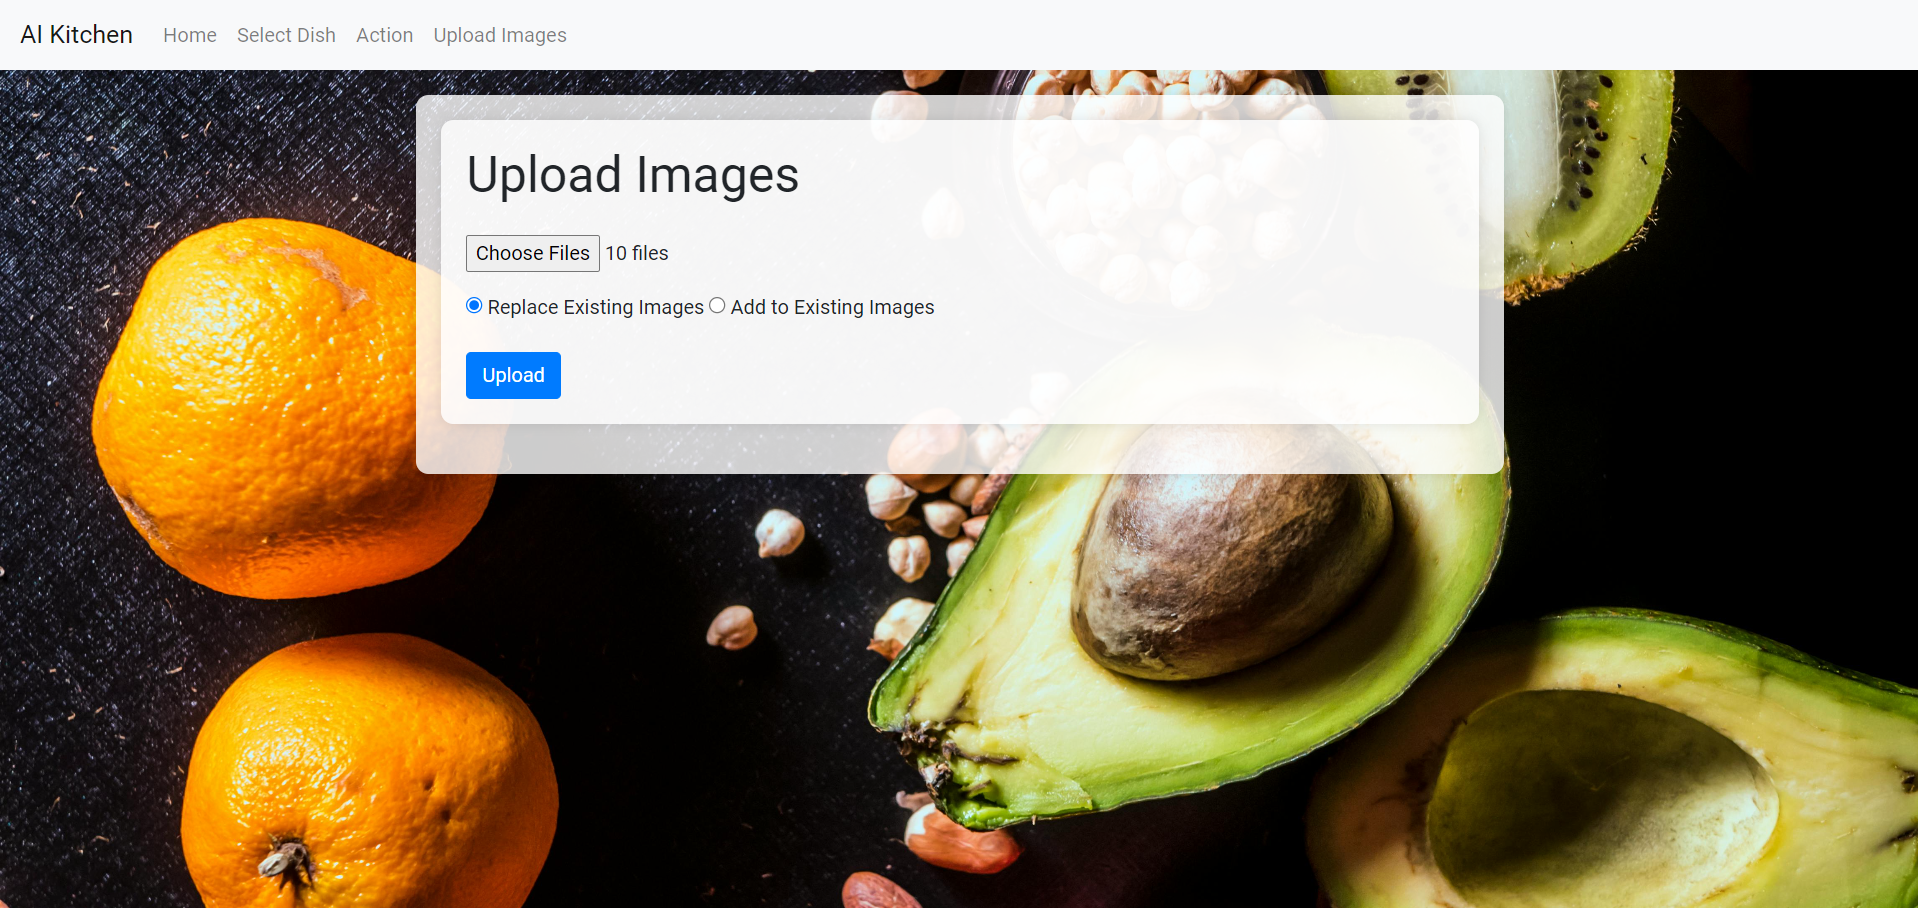 AI Kitchen Home Select Dish Action Upload Images
Upload Images
Choose Files 10 files
Replace Existing Images Add to Existing Images
Upload